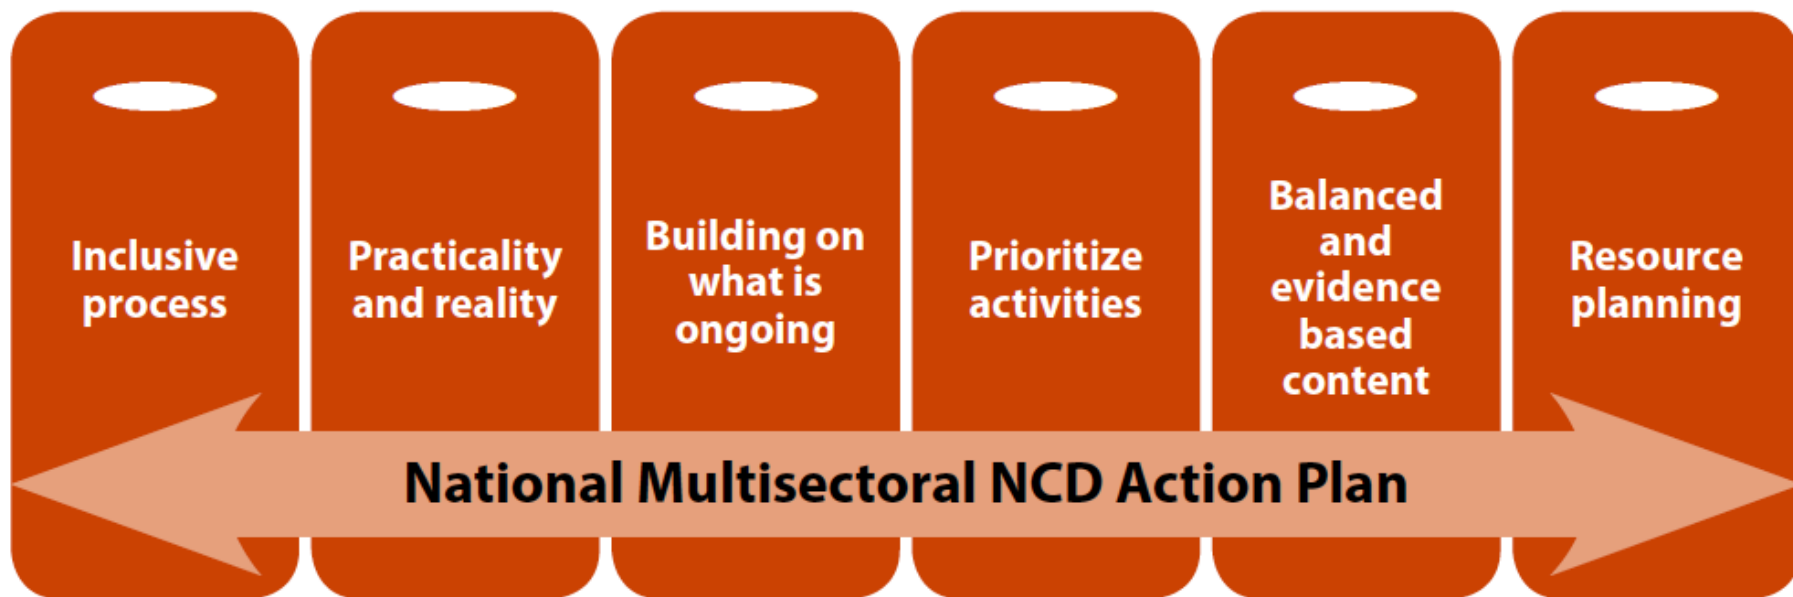 Inclusive
process
Practicality
and reality
Building on
what is
ongoing
Prioritize
activities
Balanced
and
evidence
based
content
Resource
planning
National Multisectoral NCD Action Plan